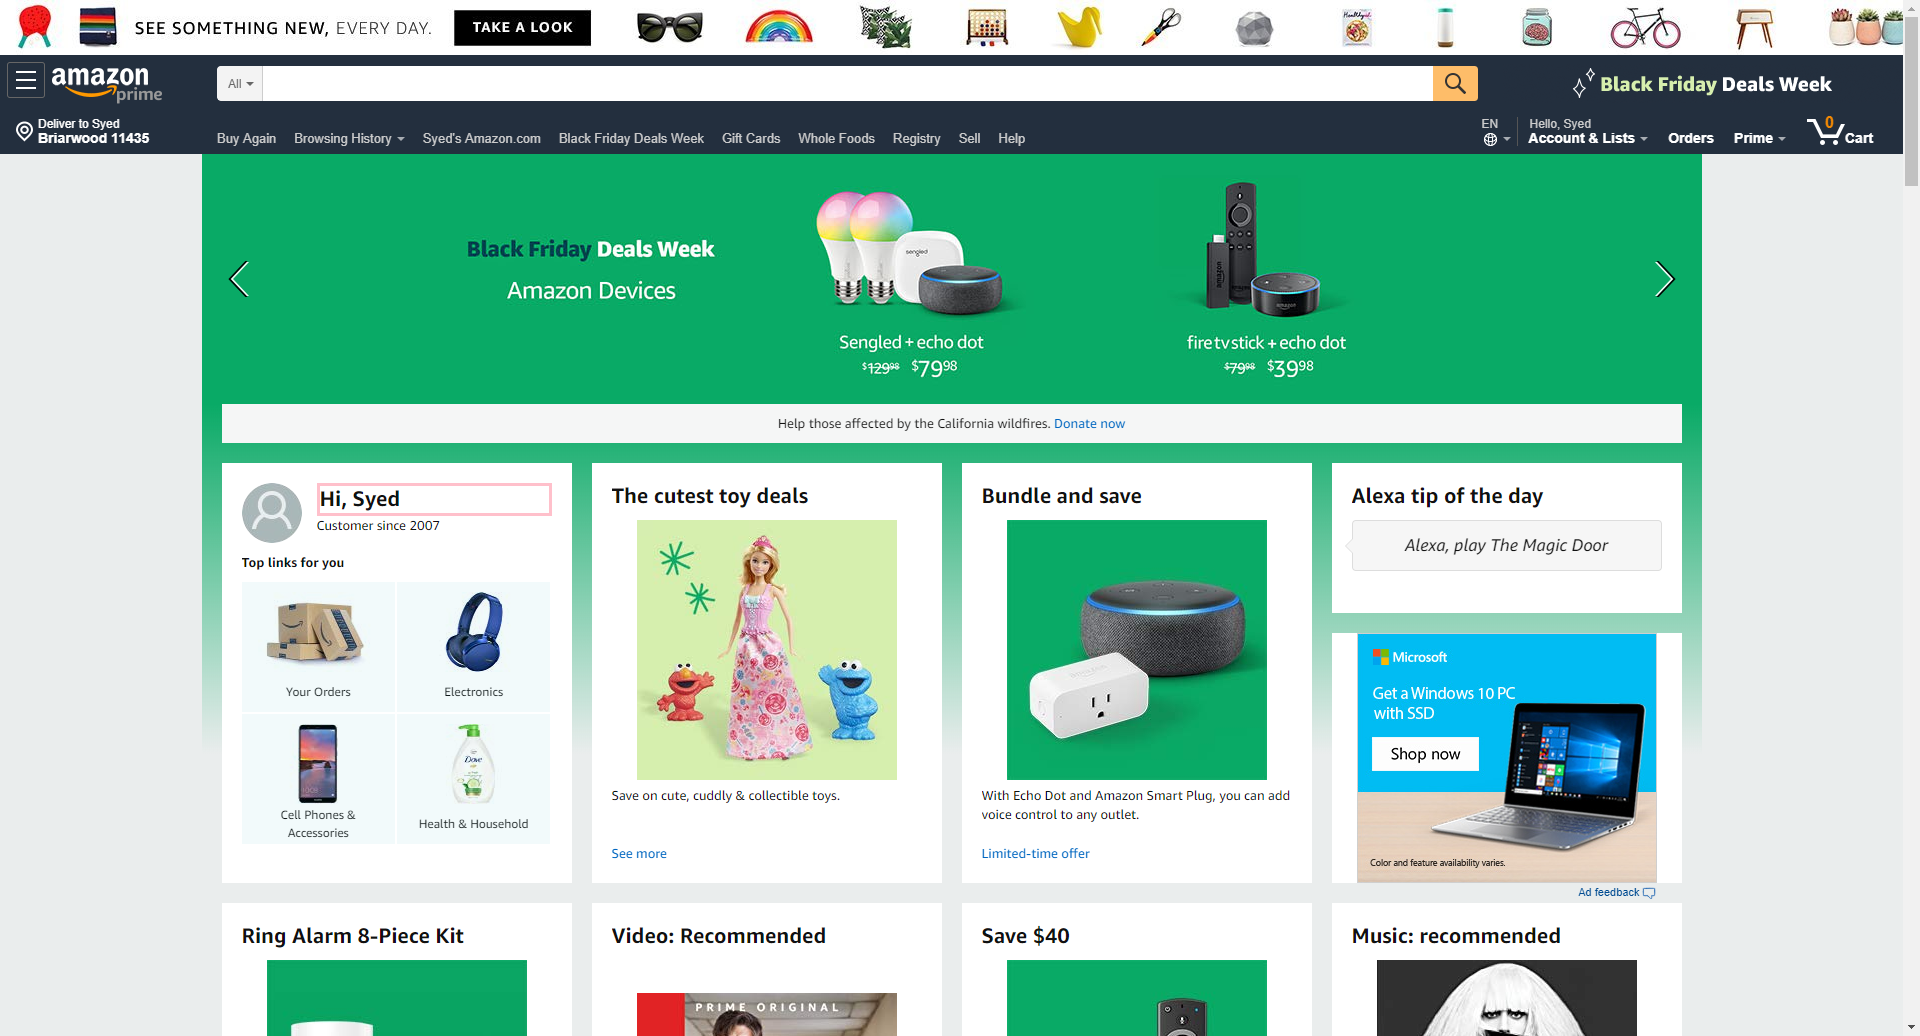 SEE SOMETHING NEW, EVERY DAY. TAKE A LOOK
amazon prime
All
Black Friday Deals Week
Deliver to Syed
Briarwood 11435
Buy Again Browsing History Syed's Amazon.com Black Friday Deals Week Gift Cards Whole Foods Registry Sell Help
EN
Hello, Syed
Account & Lists
Orders
Prime
0
Cart
Black Friday Deals Week
Amazon Devices
sengled
Sengled + echo dot
$129.98 $79.98
amazon
fire tv stick + echo dot
$79.98 $39.98
Help those affected by the California wildfires. Donate now
Hi, Syed
Customer since 2007
Top links for you
Your Orders
Electronics
Dove
Cell Phones &
Accessories
Health & Household
The cutest toy deals
Save on cute, cuddly & collectible toys.
See more
Bundle and save
With Echo Dot and Amazon Smart Plug, you can add
voice control to any outlet.
Limited-time offer
Alexa tip of the day
Alexa, play The Magic Door
Microsoft
Get a Windows 10 PC
with SSD
Shop now
Color and feature availability varies.
Ad feedback
Ring Alarm 8-Piece Kit
Video: Recommended
PRIME ORIGINAL
Save $40
Music: recommended